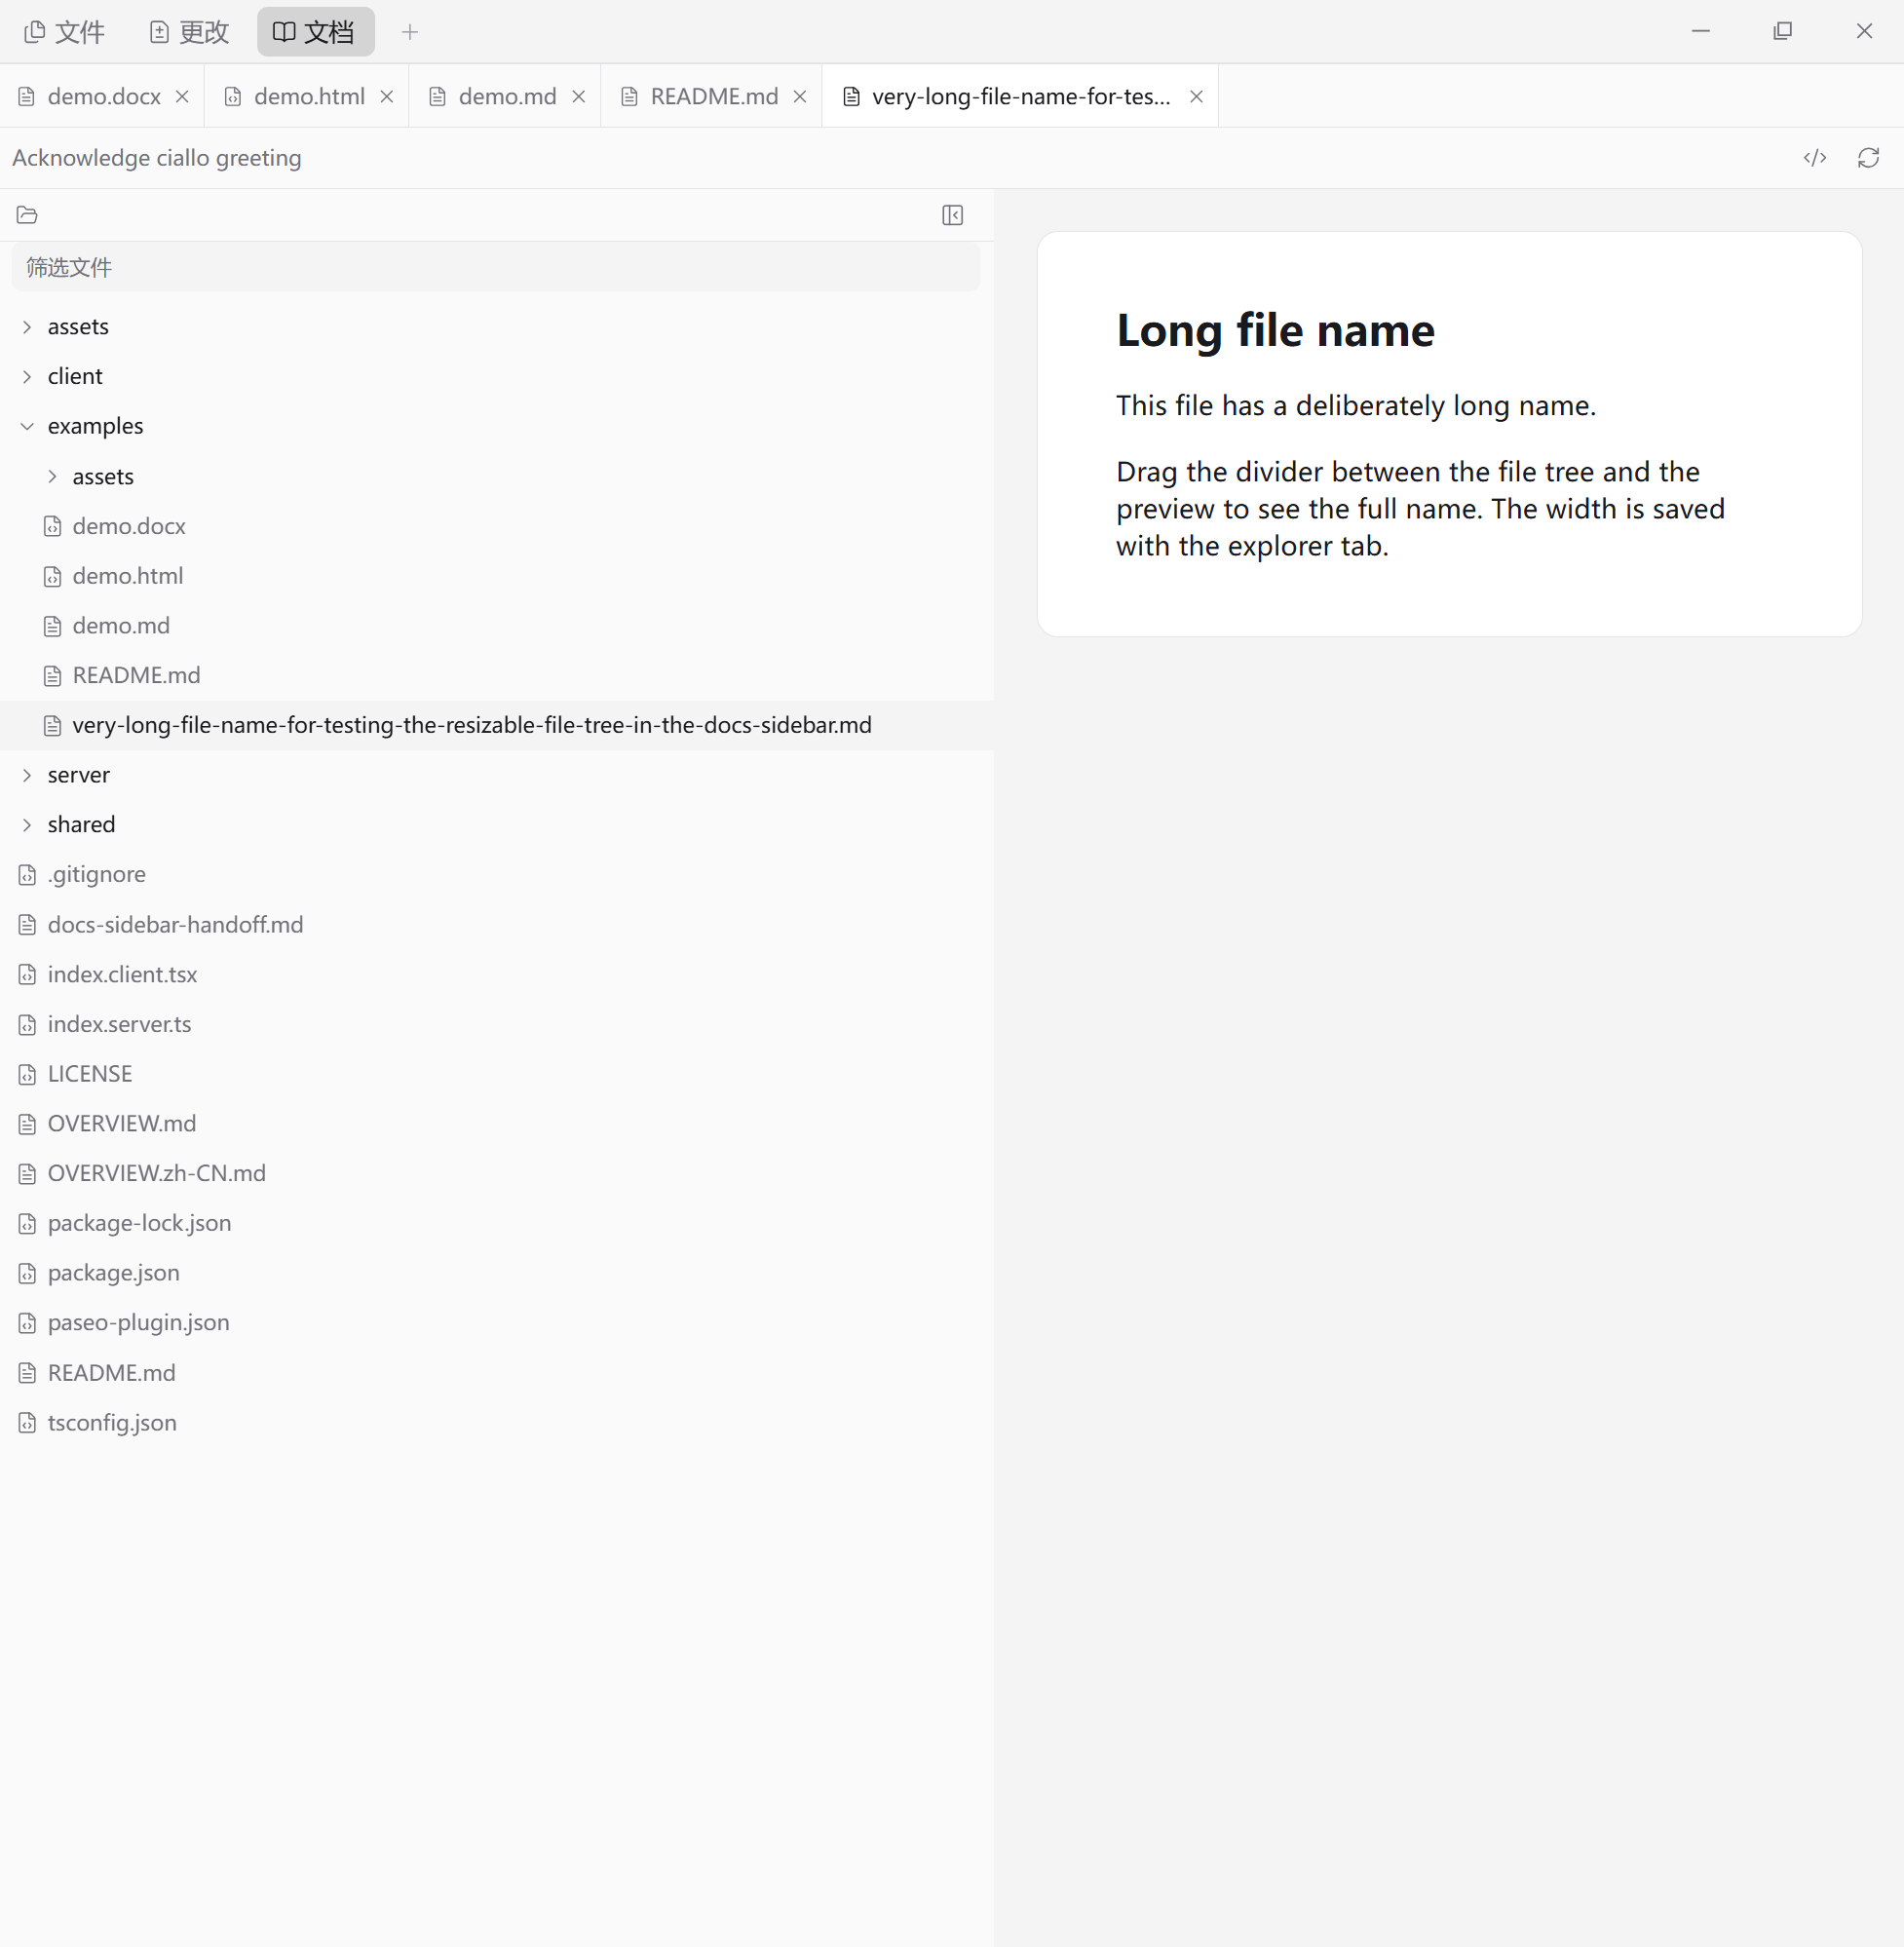 文件
更改
文档
demo.docx
demo.html
demo.md
README.md
very-long-file-name-for-tes...
Acknowledge ciallo greeting
筛选文件
assets
client
examples
assets
demo.docx
demo.html
demo.md
README.md
very-long-file-name-for-testing-the-resizable-file-tree-in-the-docs-sidebar.md
server
shared
.gitignore
docs-sidebar-handoff.md
index.client.tsx
index.server.ts
LICENSE
OVERVIEW.md
OVERVIEW.zh-CN.md
package-lock.json
package.json
paseo-plugin.json
README.md
tsconfig.json
Long file name
This file has a deliberately long name.
Drag the divider between the file tree and the
preview to see the full name. The width is saved
with the explorer tab.